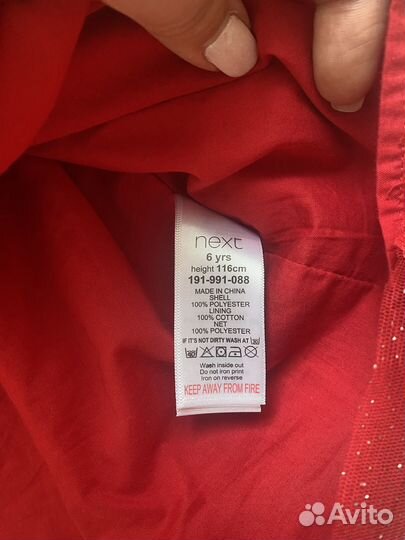 next
6 yrs
height 116cm
191-991-088
MADE IN CHINA
SHELL
100% POLYESTER
LINING
100% COTTON
NET
100% POLYESTER
IF IT'S NOT DIRTY WASH AT 30
Wash inside out
Do not iron print
Iron on reverse
KEEP AWAY FROM FIRE
Avito